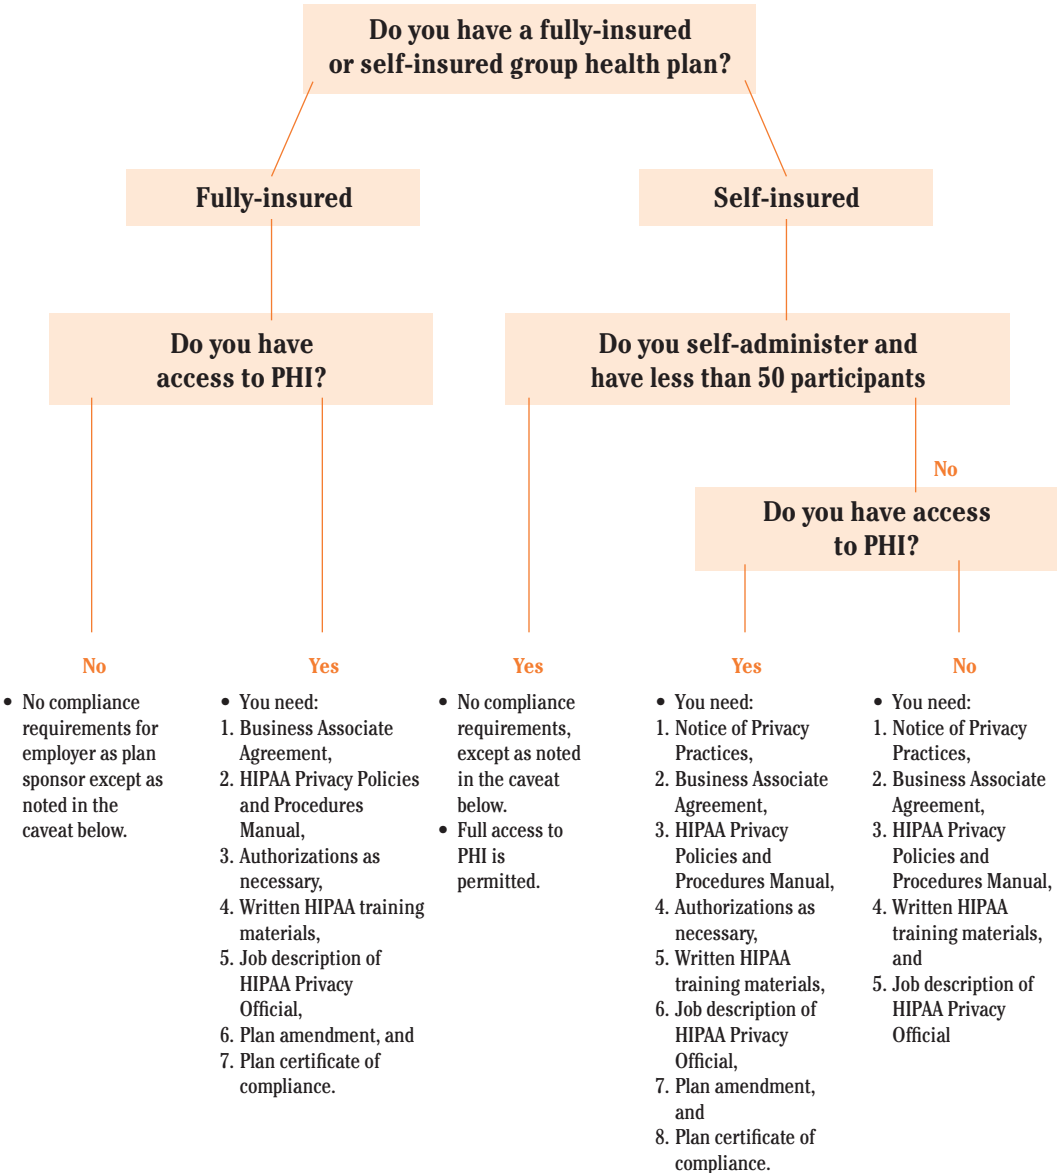 Do you have a fully-insured
or self-insured group health plan?
Fully-insured
Self-insured
Do you have
access to PHI?
Do you self-administer and
have less than 50 participants
No
Do you have access
to PHI?
No
• No compliance
requirements for
employer as plan
sponsor except as
noted in the
caveat below.
Yes
• You need:
1. Business Associate
Agreement,
2. HIPAA Privacy Policies
and Procedures
Manual,
3. Authorizations as
necessary,
4. Written HIPAA training
materials,
5. Job description of
HIPAA Privacy
Official,
6. Plan amendment, and
7. Plan certificate of
compliance.
Yes
• No compliance
requirements,
except as noted
in the caveat
below.
• Full access to
PHI is
permitted.
Yes
• You need:
1. Notice of Privacy
Practices,
2. Business Associate
Agreement,
3. HIPAA Privacy
Policies and
Procedures Manual,
4. Authorizations as
necessary,
5. Written HIPAA
training materials,
6. Job description of
HIPAA Privacy
Official,
7. Plan amendment,
and
8. Plan certificate of
compliance.
No
• You need:
1. Notice of Privacy
Practices,
2. Business Associate
Agreement,
3. HIPAA Privacy
Policies and
Procedures Manual,
4. Written HIPAA
training materials,
and
5. Job description of
HIPAA Privacy
Official